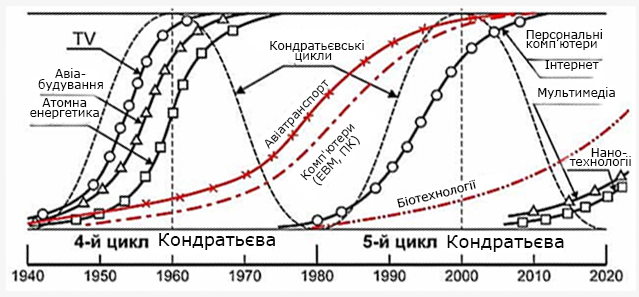 TV
Авіа-
будування
Атомна
енергетика
Кондратьєвські
цикли
Авіатранспорт
Комп'ютери
(ЕВМ, ПК)
Персональні
комп'ютери
Інтернет
Мультимедіа
Нано-
технології
Біотехнології
4-й цикл Кондратьєва
5-й цикл Кондратьєва
1940 1950 1960 1970 1980 1990 2000 2010 2020